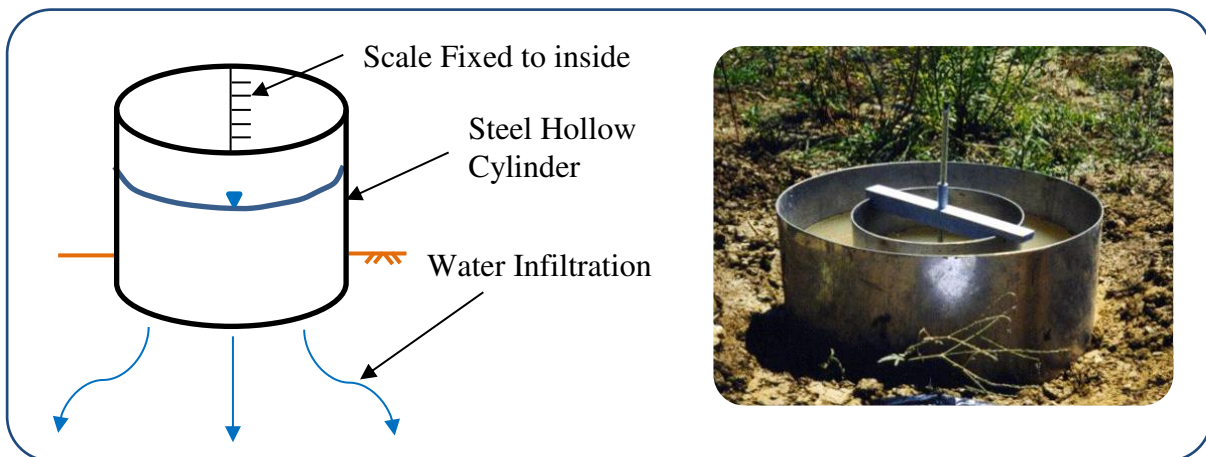 Scale Fixed to inside
Steel Hollow
Cylinder
Water Infiltration